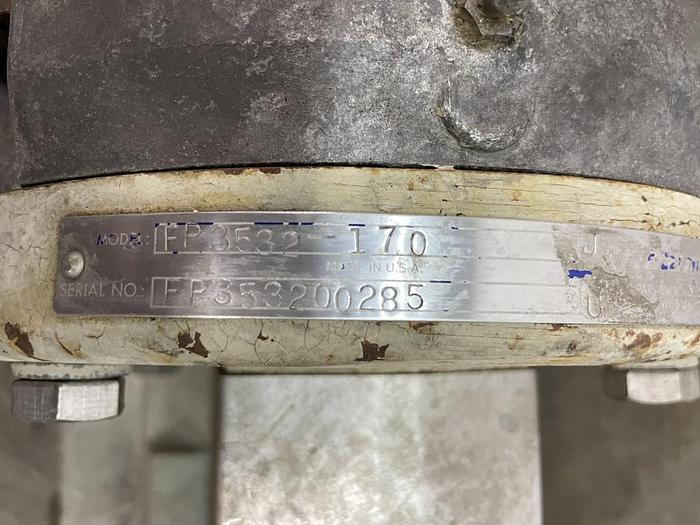 MODEL: FP3532-170
MADE IN U.S.A.
SERIAL NO.: FP353200285